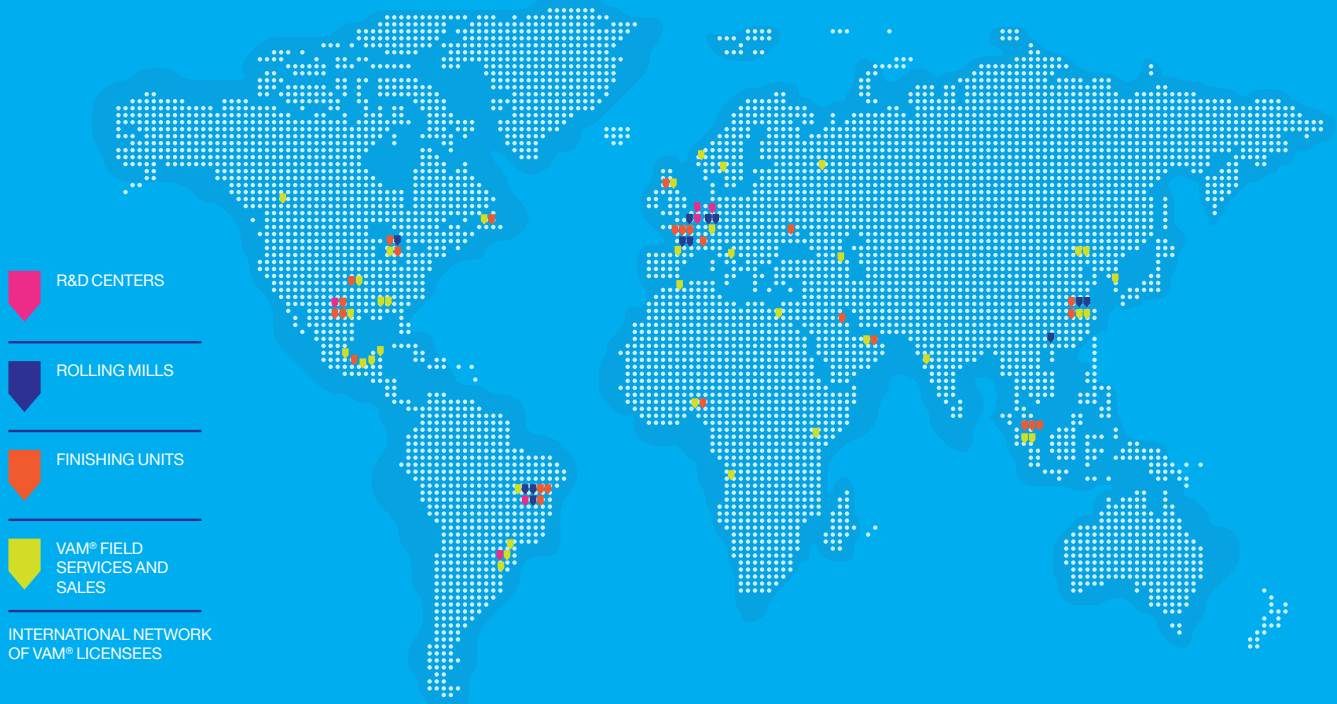 R&D CENTERS
ROLLING MILLS
FINISHING UNITS
VAM® FIELD
SERVICES AND
SALES
INTERNATIONAL NETWORK
OF VAM® LICENSEES